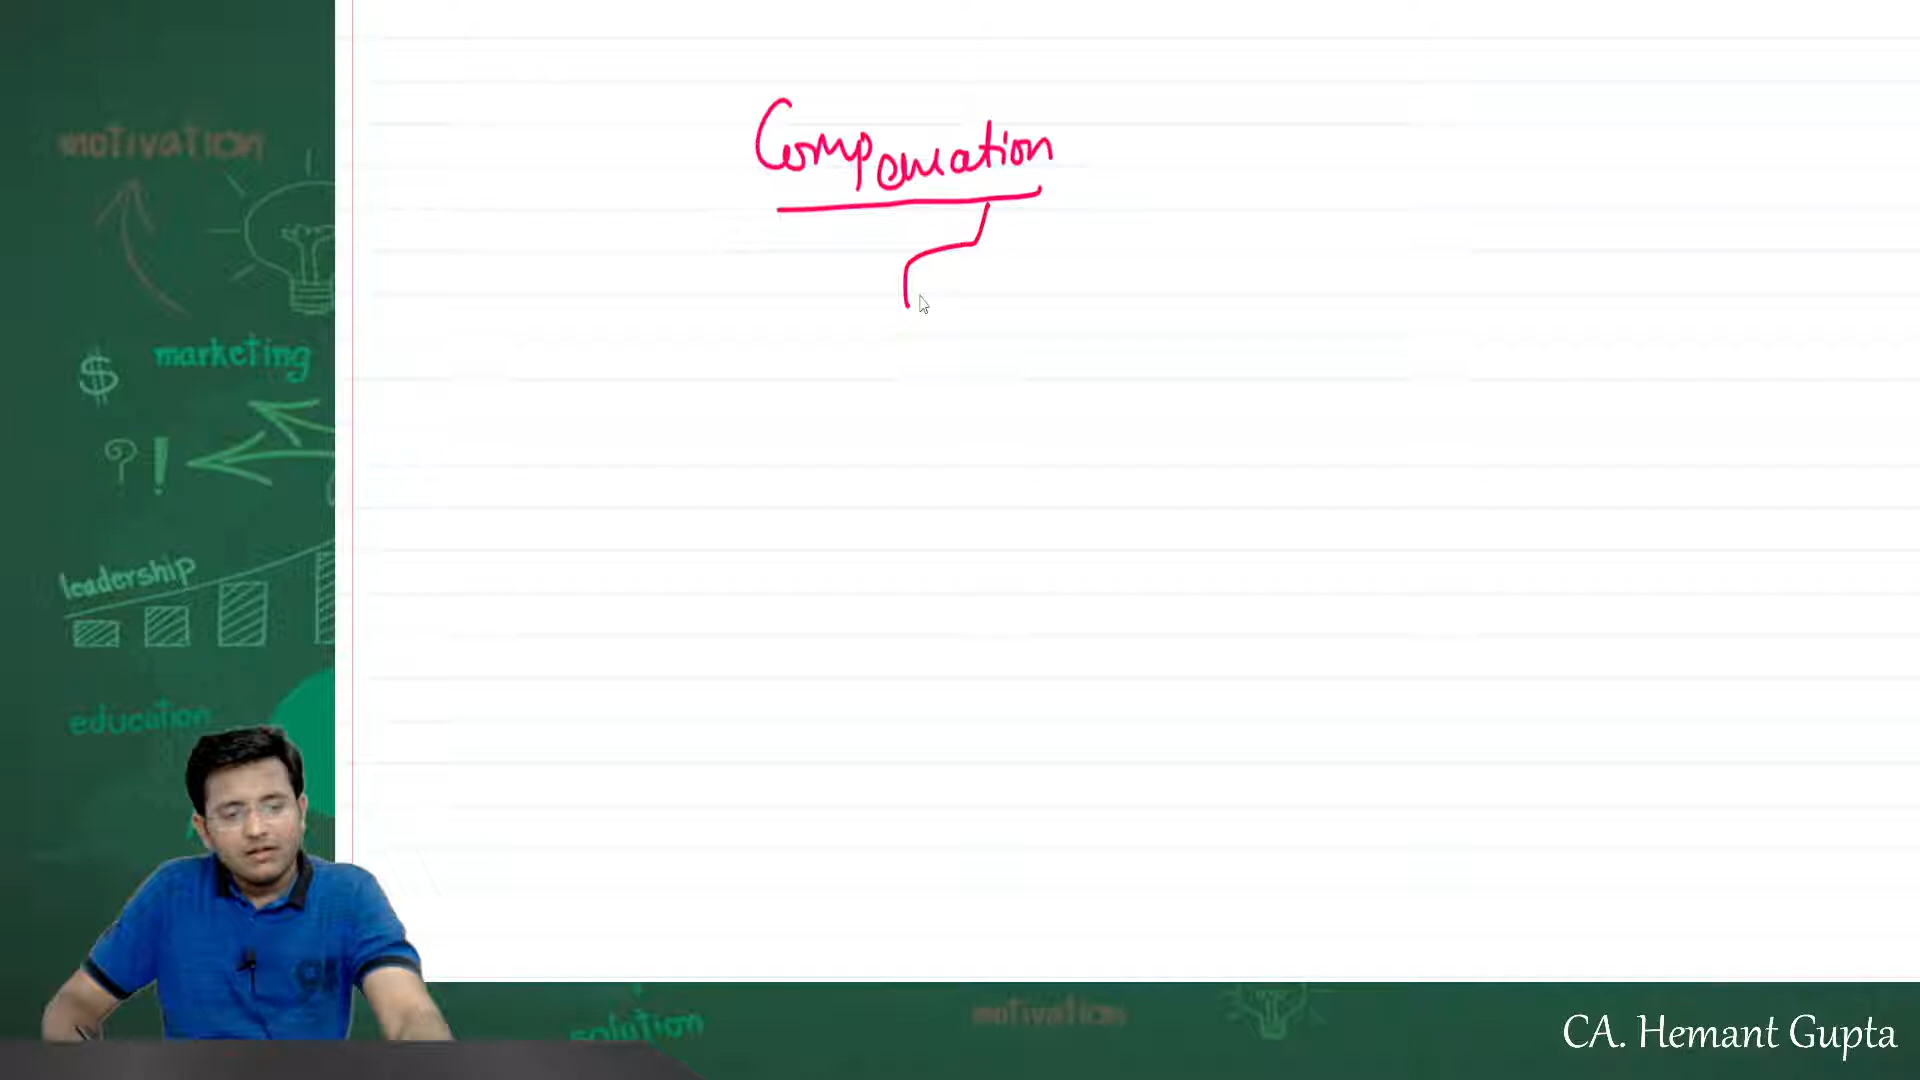 motivation
Compensation
$ marketing
? !
leadership
education
solution
motivation
CA. Hemant Gupta